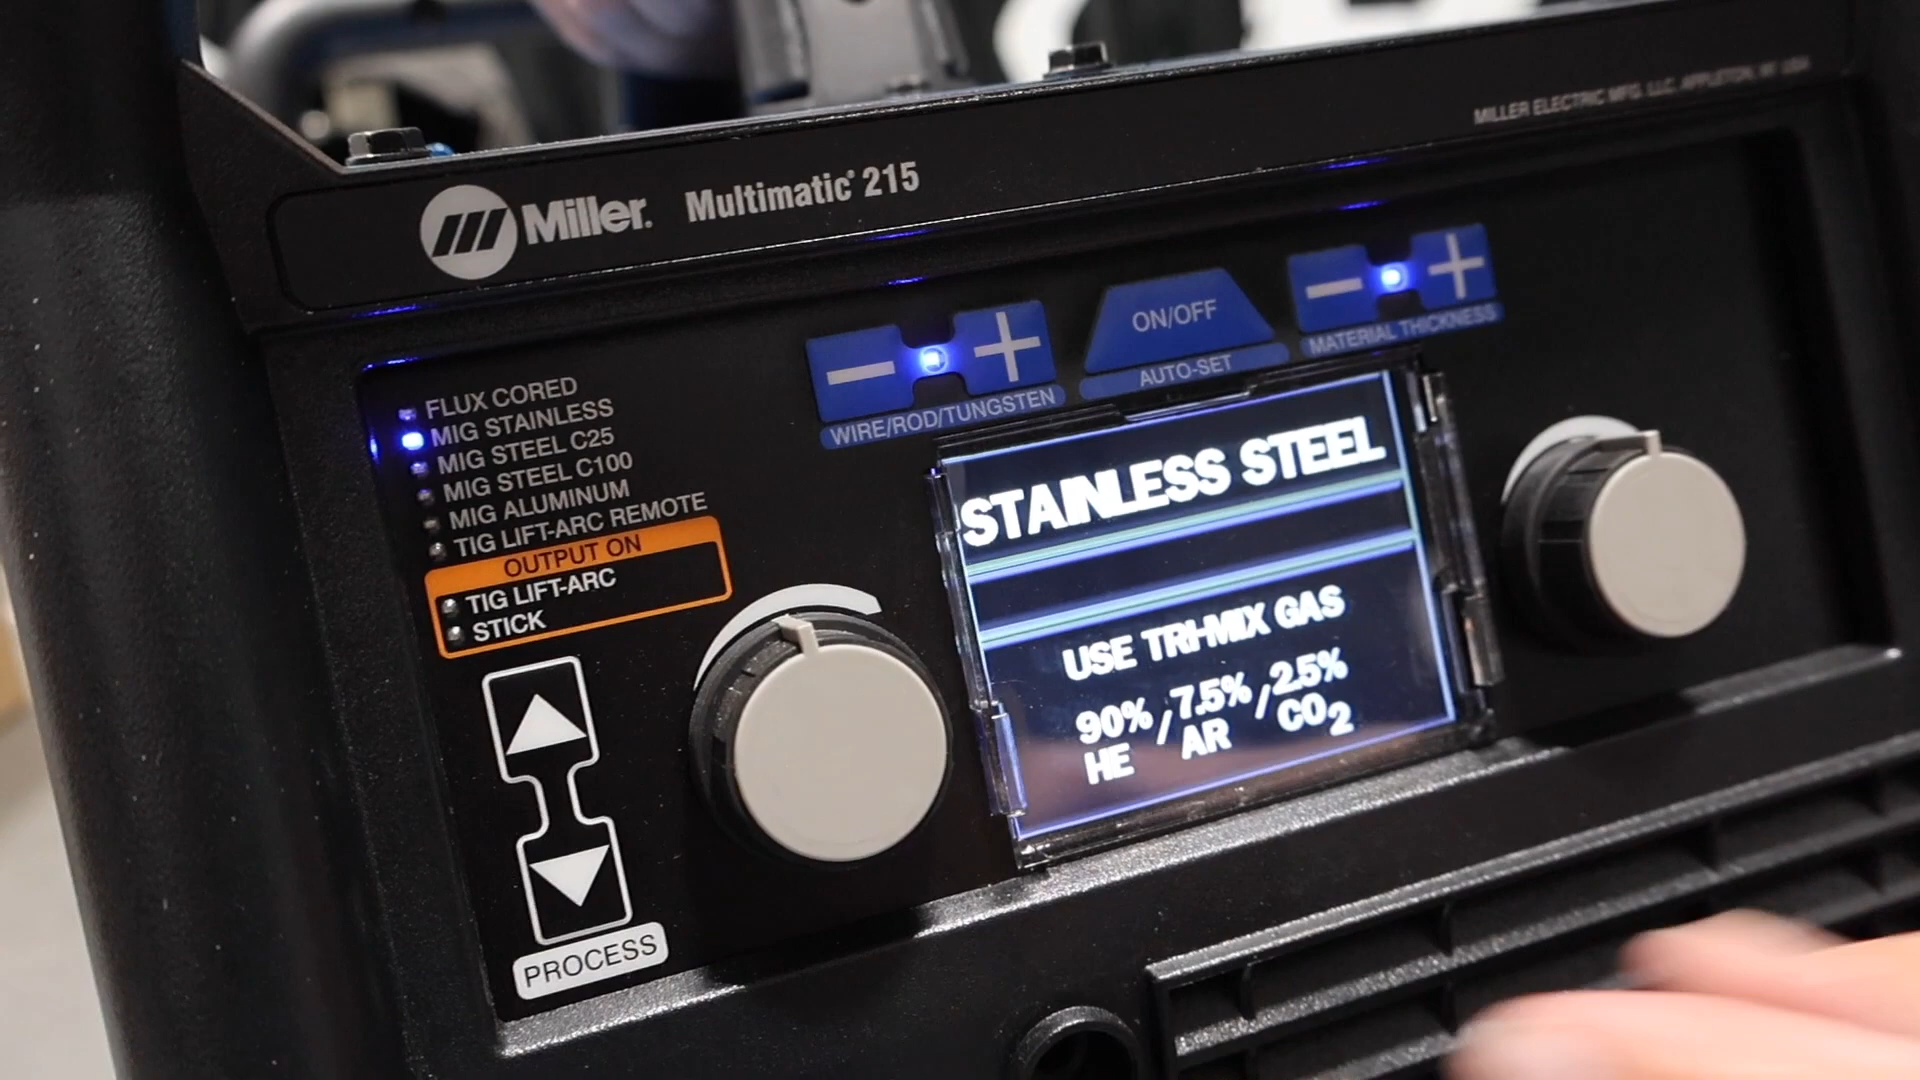 MILLER ELECTRIC MFG. LLC. APPLETON, WI USA
Miller. Multimatic® 215
FLUX CORED
MIG STAINLESS
MIG STEEL C25
MIG STEEL C100
MIG ALUMINUM
TIG LIFT-ARC REMOTE
OUTPUT ON
TIG LIFT-ARC
STICK
PROCESS
− +
WIRE/ROD/TUNGSTEN
ON/OFF
AUTO-SET
− +
MATERIAL THICKNESS
STAINLESS STEEL
USE TRI-MIX GAS
90% / 7.5% / 2.5%
HE AR CO2